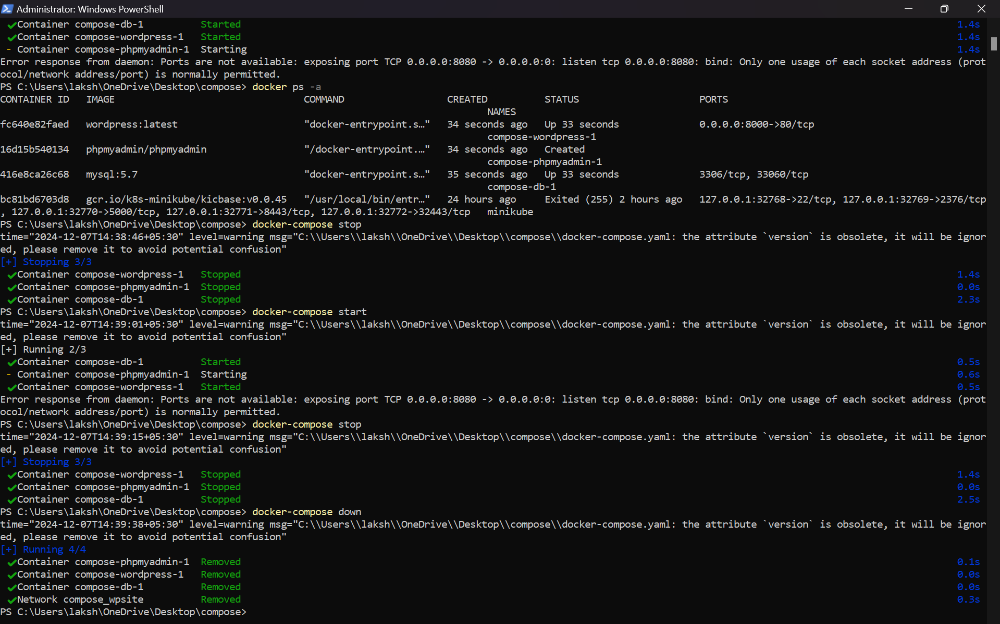 Administrator: Windows PowerShell
✔Container compose-db-1          Started 1.4s
✔Container compose-wordpress-1   Started 1.4s
- Container compose-phpmyadmin-1  Starting 1.4s
Error response from daemon: Ports are not available: exposing port TCP 0.0.0.0:8080 -> 0.0.0.0:0: listen tcp 0.0.0.0:8080: bind: Only one usage of each socket address (prot
ocol/network address/port) is normally permitted.
PS C:\Users\laksh\OneDrive\Desktop\compose> docker ps -a
CONTAINER ID   IMAGE                                 COMMAND                  CREATED          STATUS                     PORTS
NAMES
fc640e82faed   wordpress:latest                      "docker-entrypoint.s…"   34 seconds ago   Up 33 seconds              0.0.0.0:8000->80/tcp
compose-wordpress-1
16d15b540134   phpmyadmin/phpmyadmin                 "/docker-entrypoint.…"   34 seconds ago   Created
compose-phpmyadmin-1
416e8ca26c68   mysql:5.7                             "docker-entrypoint.s…"   35 seconds ago   Up 33 seconds              3306/tcp, 33060/tcp
compose-db-1
bc81bd6703d8   gcr.io/k8s-minikube/kicbase:v0.0.45   "/usr/local/bin/entr…"   24 hours ago     Exited (255) 2 hours ago   127.0.0.1:32768->22/tcp, 127.0.0.1:32769->2376/tcp
, 127.0.0.1:32770->5000/tcp, 127.0.0.1:32771->8443/tcp, 127.0.0.1:32772->32443/tcp   minikube
PS C:\Users\laksh\OneDrive\Desktop\compose> docker-compose stop
time="2024-12-07T14:38:46+05:30" level=warning msg="C:\\Users\\laksh\\OneDrive\\Desktop\\compose\\docker-compose.yaml: the attribute `version` is obsolete, it will be ignor
ed, please remove it to avoid potential confusion"
[+] Stopping 3/3
✔Container compose-wordpress-1   Stopped 1.4s
✔Container compose-phpmyadmin-1  Stopped 0.0s
✔Container compose-db-1          Stopped 2.3s
PS C:\Users\laksh\OneDrive\Desktop\compose> docker-compose start
time="2024-12-07T14:39:01+05:30" level=warning msg="C:\\Users\\laksh\\OneDrive\\Desktop\\compose\\docker-compose.yaml: the attribute `version` is obsolete, it will be ignor
ed, please remove it to avoid potential confusion"
[+] Running 2/3
✔Container compose-db-1          Started 0.5s
- Container compose-phpmyadmin-1  Starting 0.6s
✔Container compose-wordpress-1   Started 0.5s
Error response from daemon: Ports are not available: exposing port TCP 0.0.0.0:8080 -> 0.0.0.0:0: listen tcp 0.0.0.0:8080: bind: Only one usage of each socket address (prot
ocol/network address/port) is normally permitted.
PS C:\Users\laksh\OneDrive\Desktop\compose> docker-compose stop
time="2024-12-07T14:39:15+05:30" level=warning msg="C:\\Users\\laksh\\OneDrive\\Desktop\\compose\\docker-compose.yaml: the attribute `version` is obsolete, it will be ignor
ed, please remove it to avoid potential confusion"
[+] Stopping 3/3
✔Container compose-wordpress-1   Stopped 1.4s
✔Container compose-phpmyadmin-1  Stopped 0.0s
✔Container compose-db-1          Stopped 2.5s
PS C:\Users\laksh\OneDrive\Desktop\compose> docker-compose down
time="2024-12-07T14:39:38+05:30" level=warning msg="C:\\Users\\laksh\\OneDrive\\Desktop\\compose\\docker-compose.yaml: the attribute `version` is obsolete, it will be ignor
ed, please remove it to avoid potential confusion"
[+] Running 4/4
✔Container compose-phpmyadmin-1  Removed 0.1s
✔Container compose-wordpress-1   Removed 0.0s
✔Container compose-db-1          Removed 0.0s
✔Network compose_wpsite          Removed 0.3s
PS C:\Users\laksh\OneDrive\Desktop\compose>